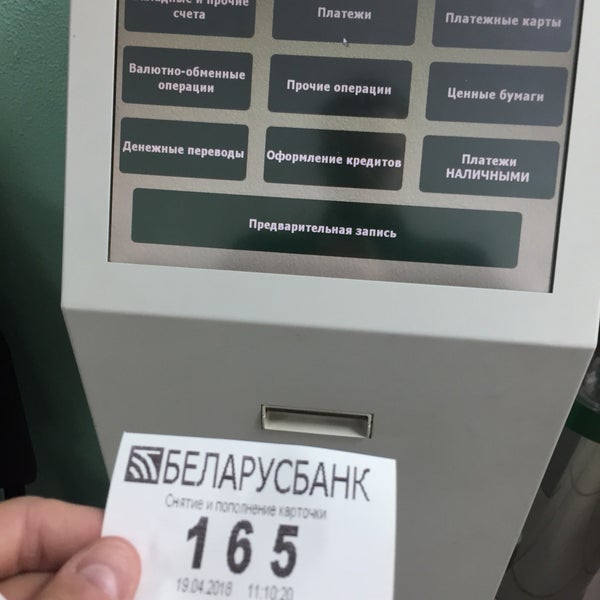 и прочие
счета
Платежи
Платежные карты
Валютно-обменные
операции
Прочие операции
Ценные бумаги
Денежные переводы
Оформление кредитов
Платежи
НАЛИЧНЫМИ
Предварительная запись
БЕЛАРУСБАНК
Снятие и пополнение карточки
165
19.04.2018 11:10:20